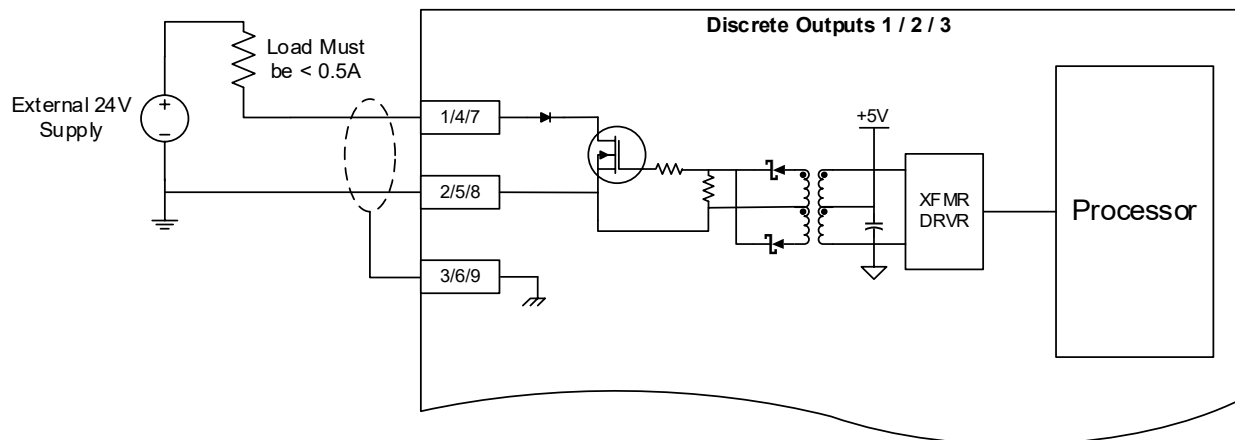 Discrete Outputs 1 / 2 / 3
Load Must
be < 0.5A
External 24V
Supply
+
−
1/4/7
2/5/8
3/6/9
+5V
XFMR
DRVR
Processor